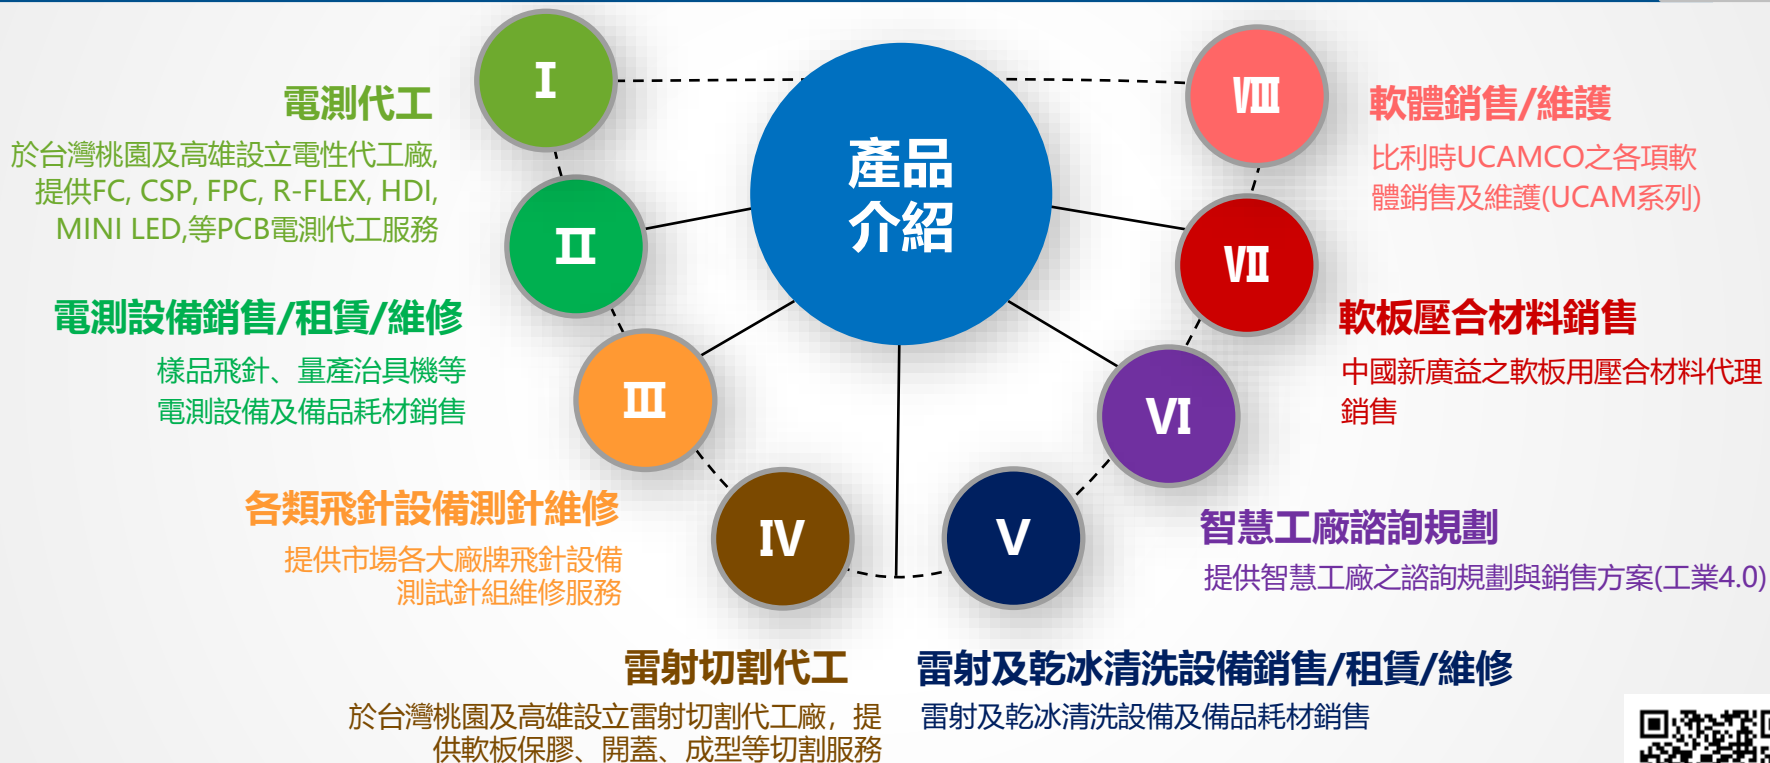 產品
介紹
I
電測代工
於台灣桃園及高雄設立電性代工廠,
提供FC, CSP, FPC, R-FLEX, HDI,
MINI LED,等PCB電測代工服務
II
電測設備銷售/租賃/維修
樣品飛針、量產治具機等
電測設備及備品耗材銷售
III
各類飛針設備測針維修
提供市場各大廠牌飛針設備
測試針組維修服務
IV
雷射切割代工
於台灣桃園及高雄設立雷射切割代工廠，提
供軟板保膠、開蓋、成型等切割服務
V
雷射及乾冰清洗設備銷售/租賃/維修
雷射及乾冰清洗設備及備品耗材銷售
VI
智慧工廠諮詢規劃
提供智慧工廠之諮詢規劃與銷售方案(工業4.0)
VII
軟板壓合材料銷售
中國新廣益之軟板用壓合材料代理
銷售
VIII
軟體銷售/維護
比利時UCAMCO之各項軟
體銷售及維護(UCAM系列)